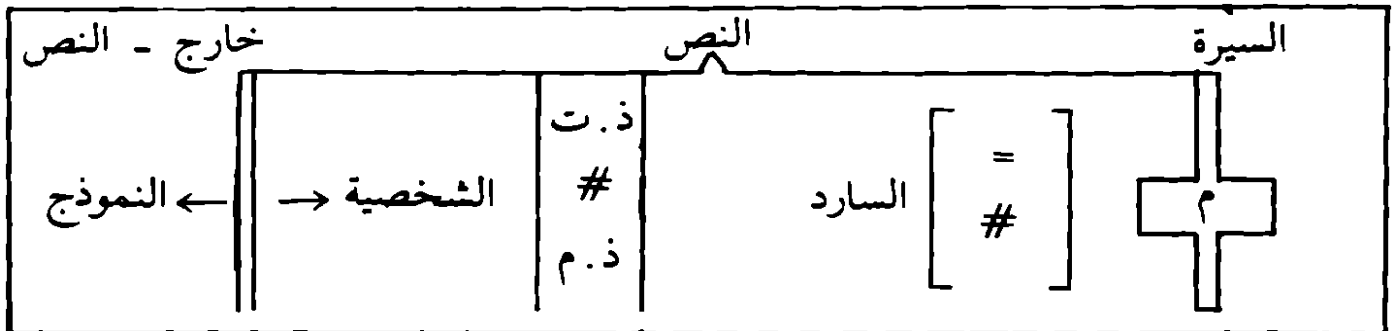 السيرة النص خارج - النص
ذ.ت
=
م السارد # الشخصية → ← النموذج
#
ذ.م